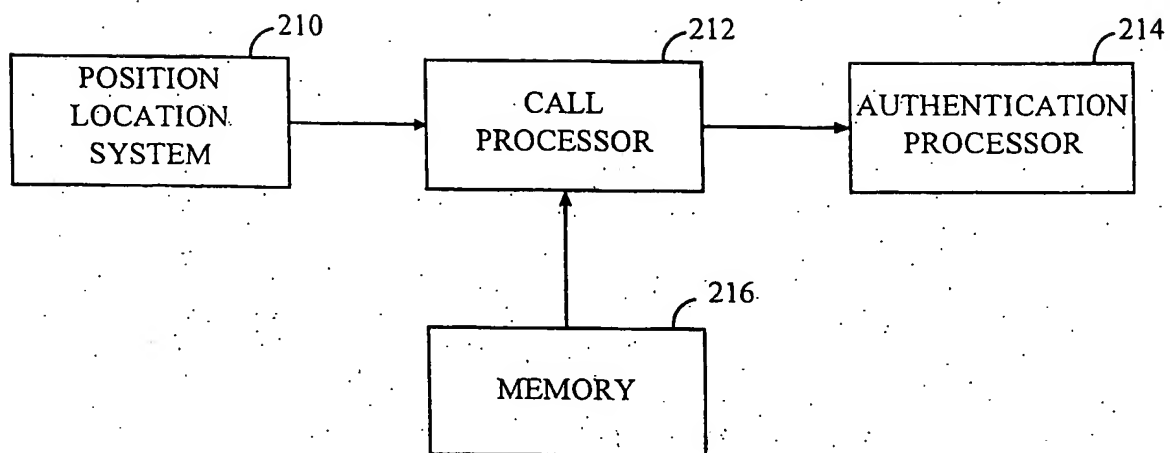 210
212
214
POSITION
LOCATION
SYSTEM
CALL
PROCESSOR
AUTHENTICATION
PROCESSOR
216
MEMORY